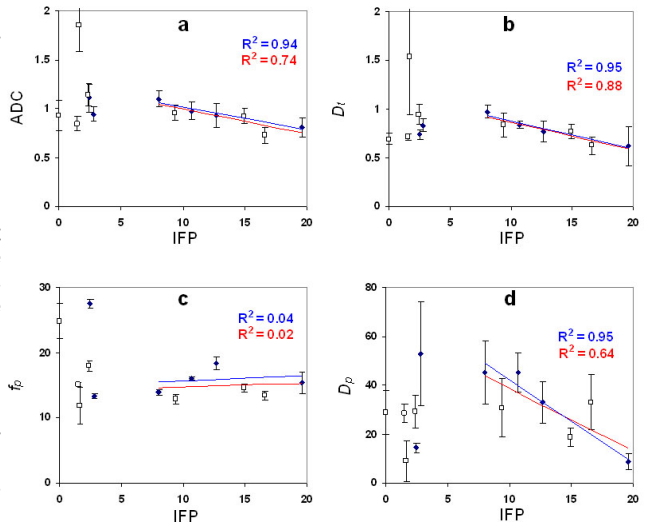 a
R² = 0.94
R² = 0.74
2
1.5
1
0.5
0
ADC
0 5 10 15 20
IFP
b
R² = 0.95
R² = 0.88
2
1.5
1
0.5
0
Dt
0 5 10 15 20
IFP
c
R² = 0.04
R² = 0.02
30
20
10
0
fp
0 5 10 15 20
IFP
d
R² = 0.95
R² = 0.64
80
60
40
20
0
Dp
0 5 10 15 20
IFP